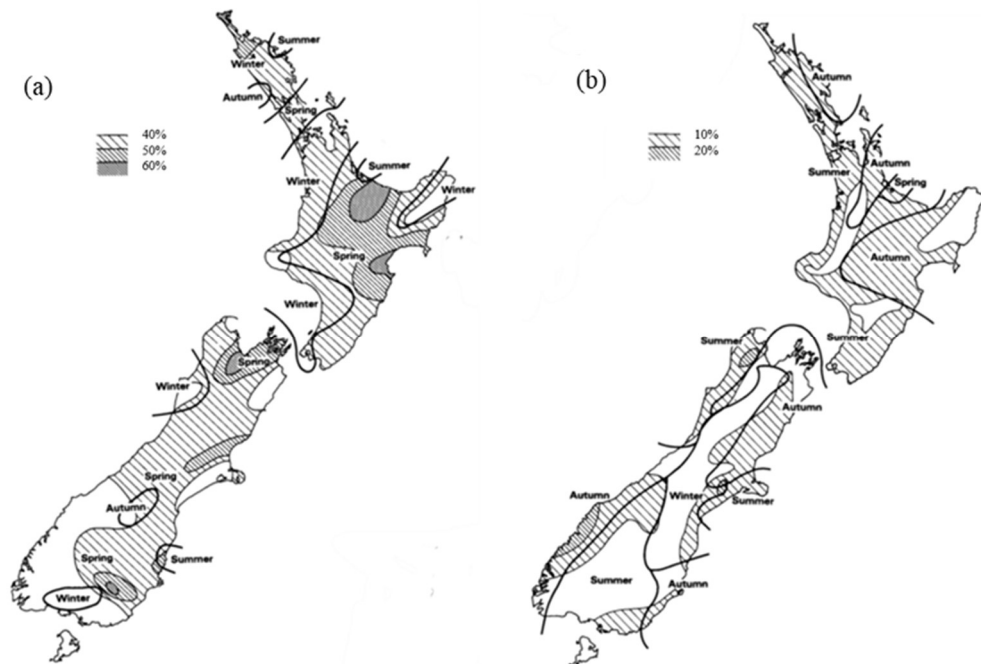 (a)
40%
50%
60%
Summer
Winter
Autumn
Spring
Summer
Winter
Winter
Spring
Winter
Spring
Winter
Spring
Autumn
Spring
Summer
Winter
(b)
10%
20%
Autumn
Autumn
Summer
Spring
Autumn
Summer
Summer
Autumn
Autumn
Winter
Summer
Summer
Autumn